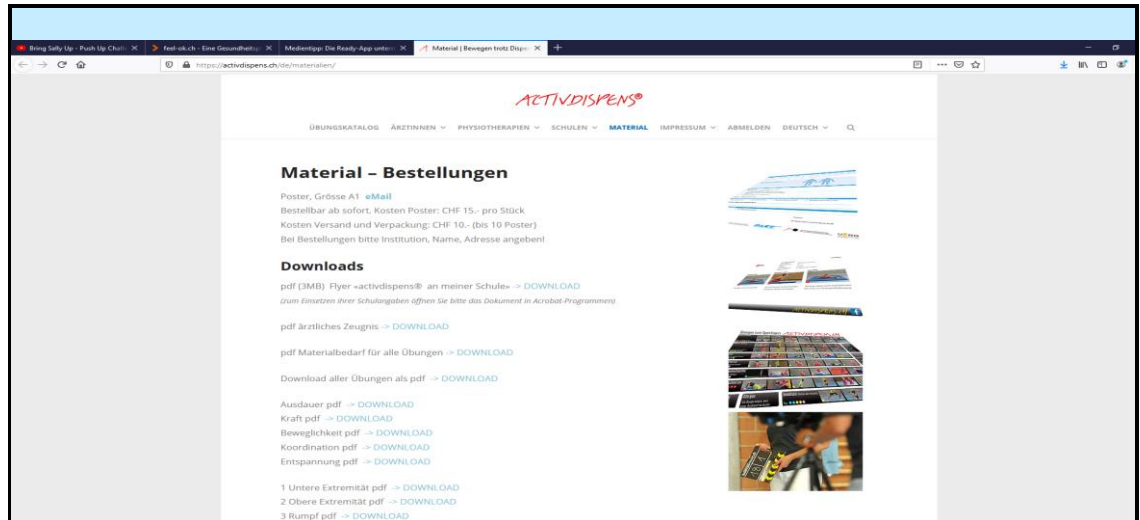 Bring Sally Up - Push Up Chall
feel-ok.ch - Eine Gesundheitsp
Medientipp: Die Ready-App unter
Material | Bewegen trotz Dispen
https://activdispens.ch/de/materialien/
ACTIVDISPENS®
ÜBUNGSKATALOG ÄRZTINNEN PHYSIOTHERAPIEN SCHULEN MATERIAL IMPRESSUM ABMELDEN DEUTSCH
Material – Bestellungen
Poster, Grösse A1 eMail
Bestellbar ab sofort, Kosten Poster: CHF 15.- pro Stück
Kosten Versand und Verpackung: CHF 10.- (bis 10 Poster)
Bei Bestellungen bitte Institution, Name, Adresse angeben!
Downloads
pdf (3MB) Flyer «activdispens® an meiner Schule» -> DOWNLOAD
(zum Einsetzen Ihrer Schulangaben öffnen Sie bitte das Dokument in Acrobat-Programmen)
pdf ärztliches Zeugnis -> DOWNLOAD
pdf Materialbedarf für alle Übungen -> DOWNLOAD
Download aller Übungen als pdf -> DOWNLOAD
Ausdauer pdf -> DOWNLOAD
Kraft pdf -> DOWNLOAD
Beweglichkeit pdf -> DOWNLOAD
Koordination pdf -> DOWNLOAD
Entspannung pdf -> DOWNLOAD
1 Untere Extremität pdf -> DOWNLOAD
2 Obere Extremität pdf -> DOWNLOAD
3 Rumpf pdf -> DOWNLOAD